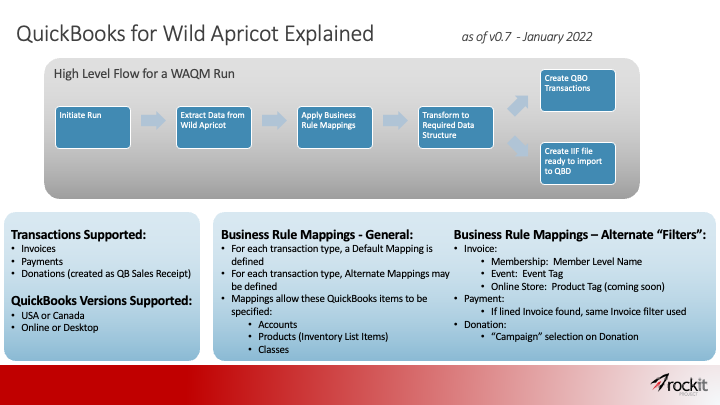 QuickBooks for Wild Apricot Explained
as of v0.7 - January 2022
High Level Flow for a WAQM Run
Initiate Run
Extract Data from
Wild Apricot
Apply Business
Rule Mappings
Transform to
Required Data
Structure
Create QBO
Transactions
Create IIF file
ready to import
to QBD
Transactions Supported:
• Invoices
• Payments
• Donations (created as QB Sales Receipt)
QuickBooks Versions Supported:
• USA or Canada
• Online or Desktop
Business Rule Mappings - General:
• For each transaction type, a Default Mapping is
defined
• For each transaction type, Alternate Mappings may
be defined
• Mappings allow these QuickBooks items to be
specified:
• Accounts
• Products (Inventory List Items)
• Classes
Business Rule Mappings – Alternate “Filters”:
• Invoice:
• Membership: Member Level Name
• Event: Event Tag
• Online Store: Product Tag (coming soon)
• Payment:
• If lined Invoice found, same Invoice filter used
• Donation:
• “Campaign” selection on Donation
rockit
PROJECT